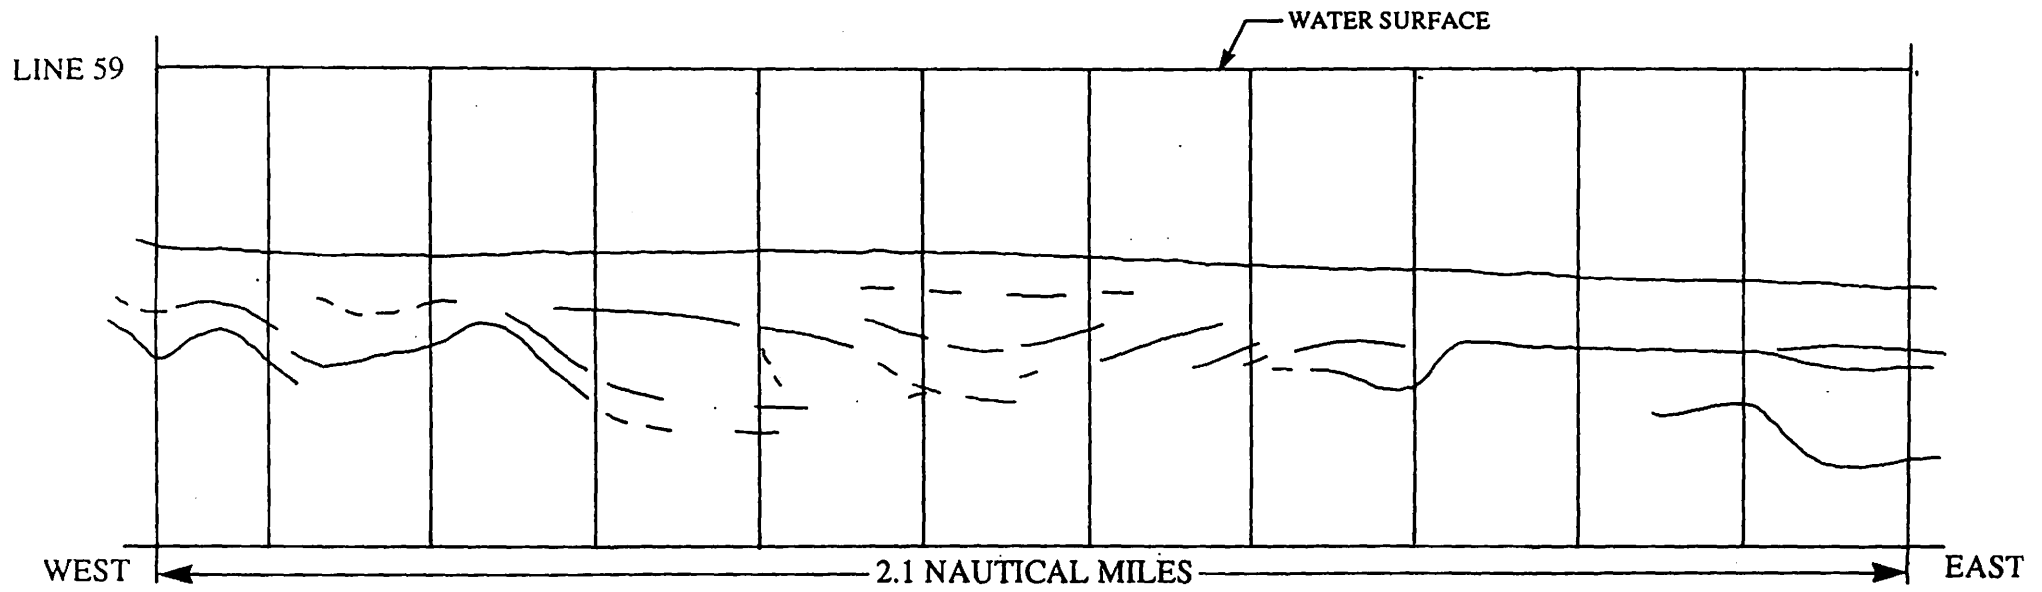 WATER SURFACE
LINE 59
WEST
2.1 NAUTICAL MILES
EAST